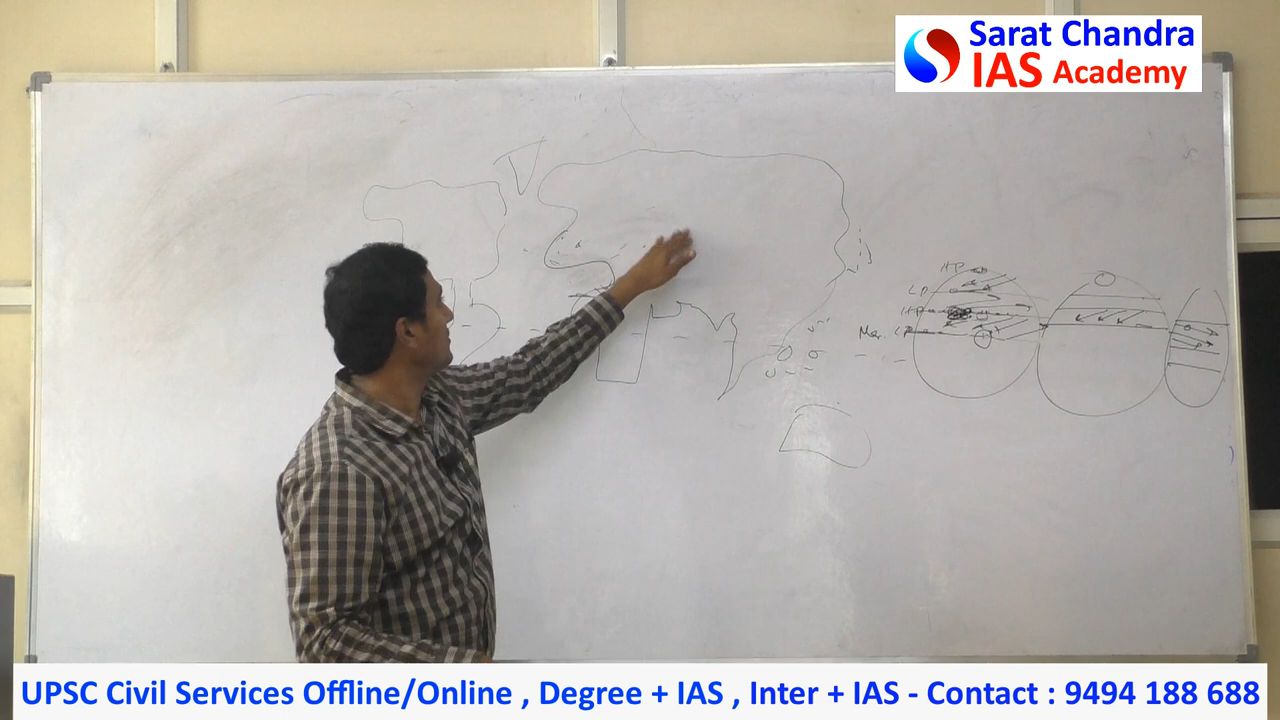 Sarat Chandra
IAS Academy
HP
LP
HP
LP
UPSC Civil Services Offline/Online , Degree + IAS , Inter + IAS - Contact : 9494 188 688